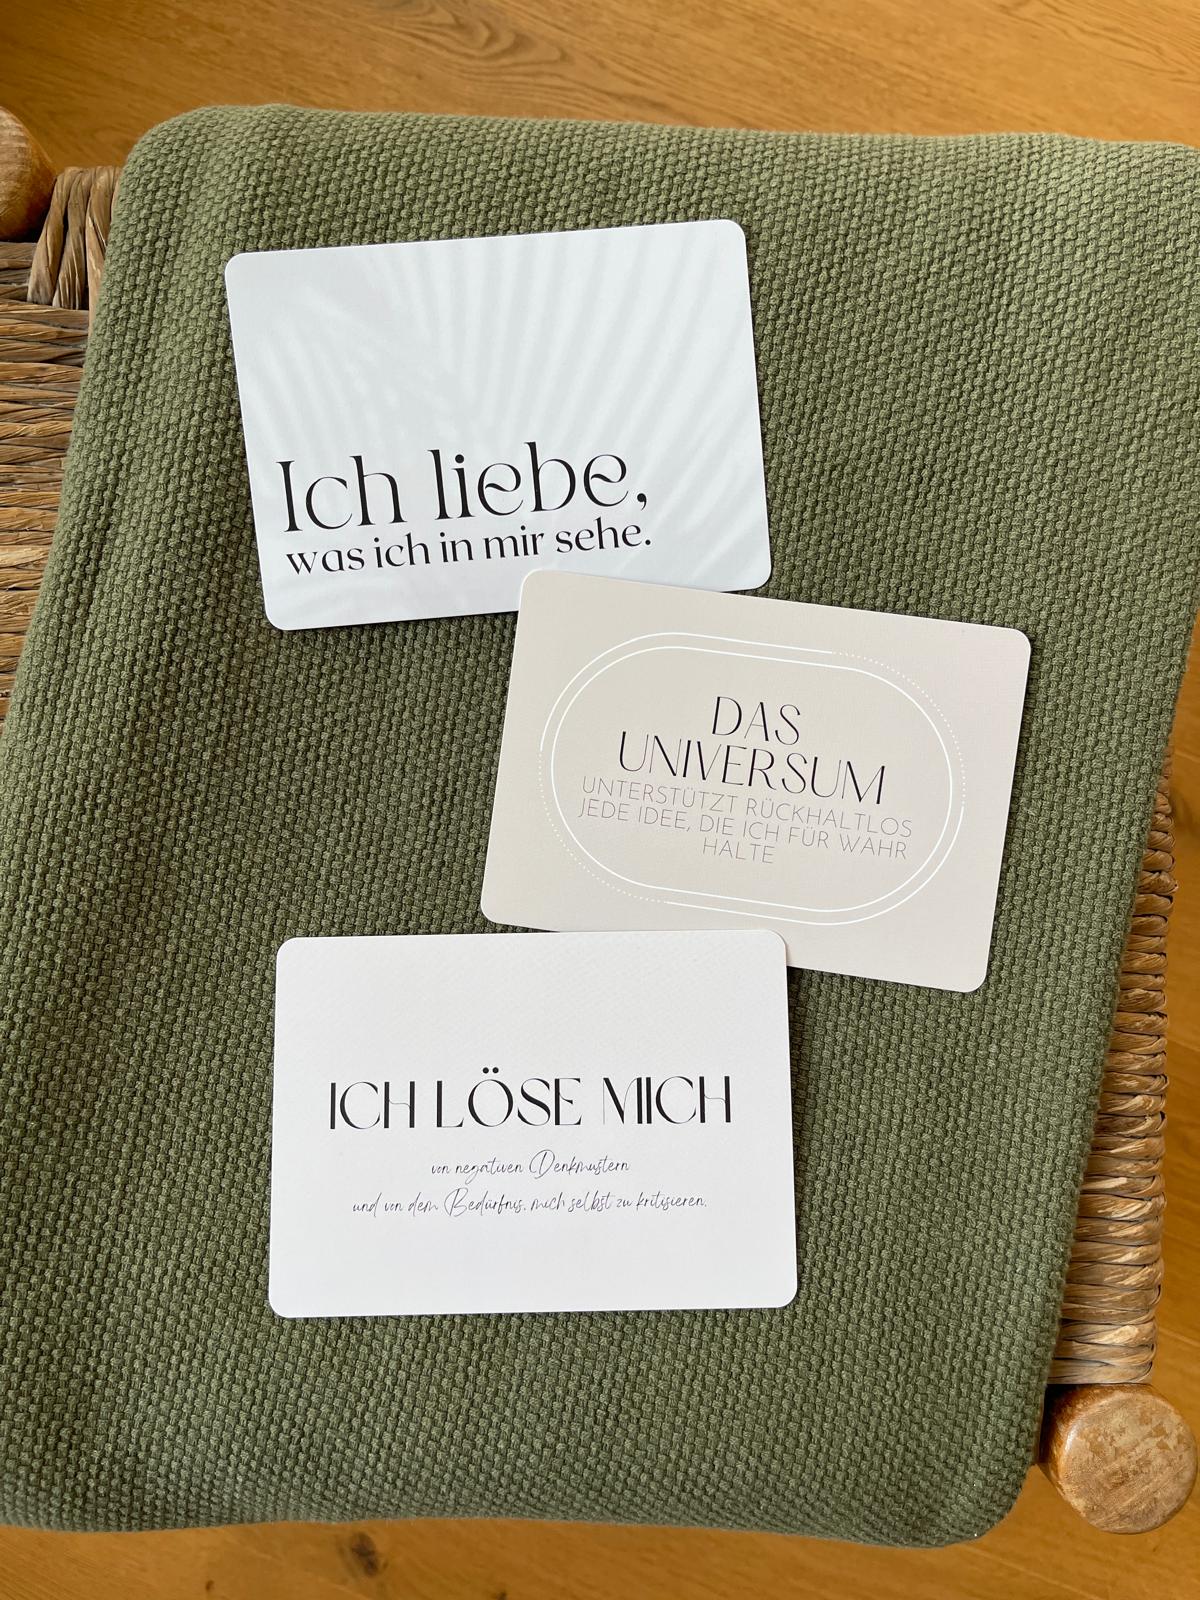 Ich liebe,
was ich in mir sehe.
DAS
UNIVERSUM
UNTERSTÜTZT RÜCKHALTLOS
JEDE IDEE, DIE ICH FÜR WAHR
HALTE
ICH LÖSE MICH
von negativen Denkmustern
und von dem Bedürfnis, mich selbst zu kritisieren.